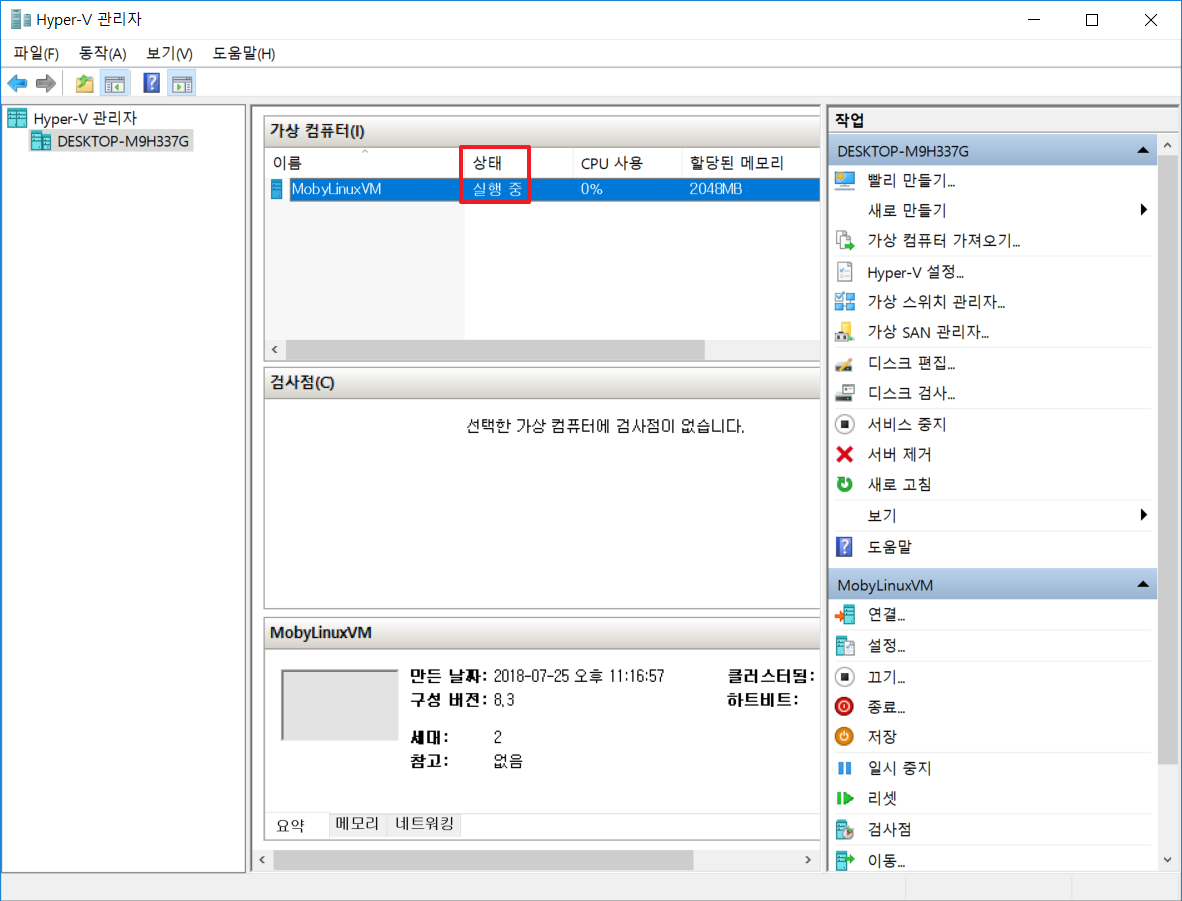 Hyper-V 관리자
파일(F) 동작(A) 보기(V) 도움말(H)
Hyper-V 관리자
DESKTOP-M9H337G
가상 컴퓨터(I)
이름 상태 CPU 사용 할당된 메모리
MobyLinuxVM 실행 중 0% 2048MB
검사점(C)
선택한 가상 컴퓨터에 검사점이 없습니다.
MobyLinuxVM
만든 날짜: 2018-07-25 오후 11:16:57 클러스터됨:
구성 버전: 8.3 하트비트:
세대: 2
참고: 없음
요약 메모리 네트워킹
작업
DESKTOP-M9H337G
빨리 만들기...
새로 만들기
가상 컴퓨터 가져오기...
Hyper-V 설정...
가상 스위치 관리자...
가상 SAN 관리자...
디스크 편집...
디스크 검사...
서비스 중지
서버 제거
새로 고침
보기
도움말
MobyLinuxVM
연결...
설정...
끄기...
종료...
저장
일시 중지
리셋
검사점
이동...